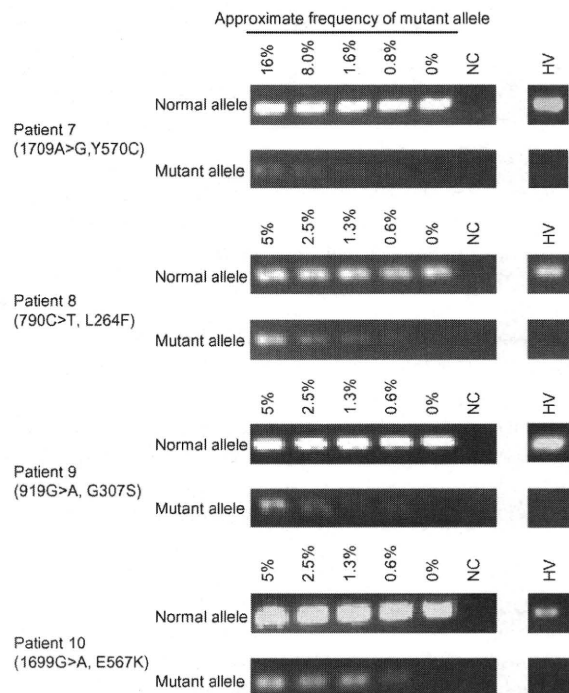 Approximate frequency of mutant allele
16% 8.0% 1.6% 0.8% 0% NC HV
Normal allele
Patient 7
(1709A>G,Y570C)
Mutant allele
5% 2.5% 1.3% 0.6% 0% NC HV
Normal allele
Patient 8
(790C>T, L264F)
Mutant allele
5% 2.5% 1.3% 0.6% 0% NC HV
Normal allele
Patient 9
(919G>A, G307S)
Mutant allele
5% 2.5% 1.3% 0.6% 0% NC HV
Normal allele
Patient 10
(1699G>A, E567K)
Mutant allele